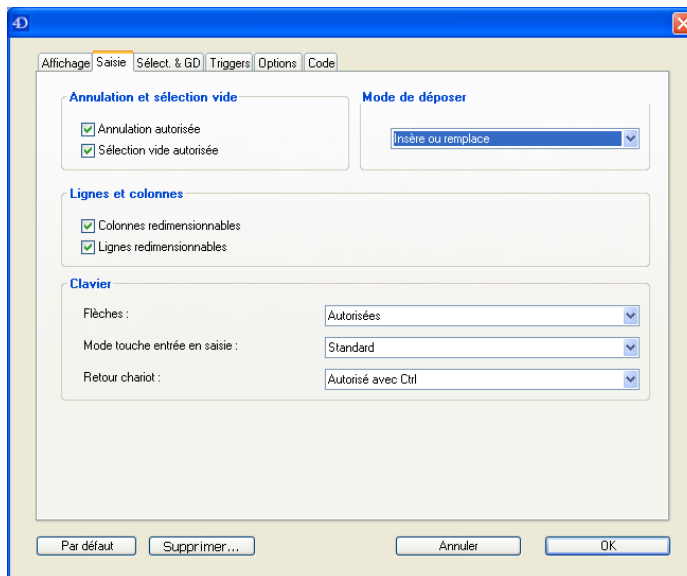 4D
Affichage Saisie Sélect. & GD Triggers Options Code
Annulation et sélection vide
Annulation autorisée
Sélection vide autorisée
Mode de déposer
Insère ou remplace
Lignes et colonnes
Colonnes redimensionnables
Lignes redimensionnables
Clavier
Flèches : Autorisées
Mode touche entrée en saisie : Standard
Retour chariot : Autorisé avec Ctrl
Par défaut Supprimer... Annuler OK